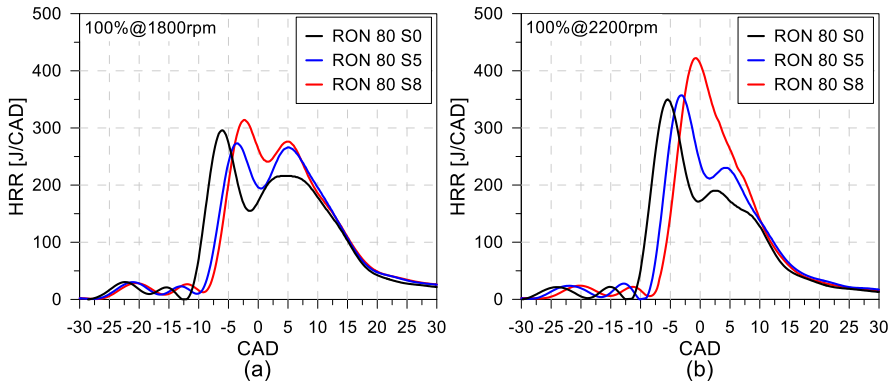 500
400
300
200
100
0
HRR [J/CAD]
100%@1800rpm
RON 80 S0
RON 80 S5
RON 80 S8
-30 -25 -20 -15 -10 -5 0 5 10 15 20 25 30
CAD
(a)
500
400
300
200
100
0
HRR [J/CAD]
100%@2200rpm
RON 80 S0
RON 80 S5
RON 80 S8
-30 -25 -20 -15 -10 -5 0 5 10 15 20 25 30
CAD
(b)